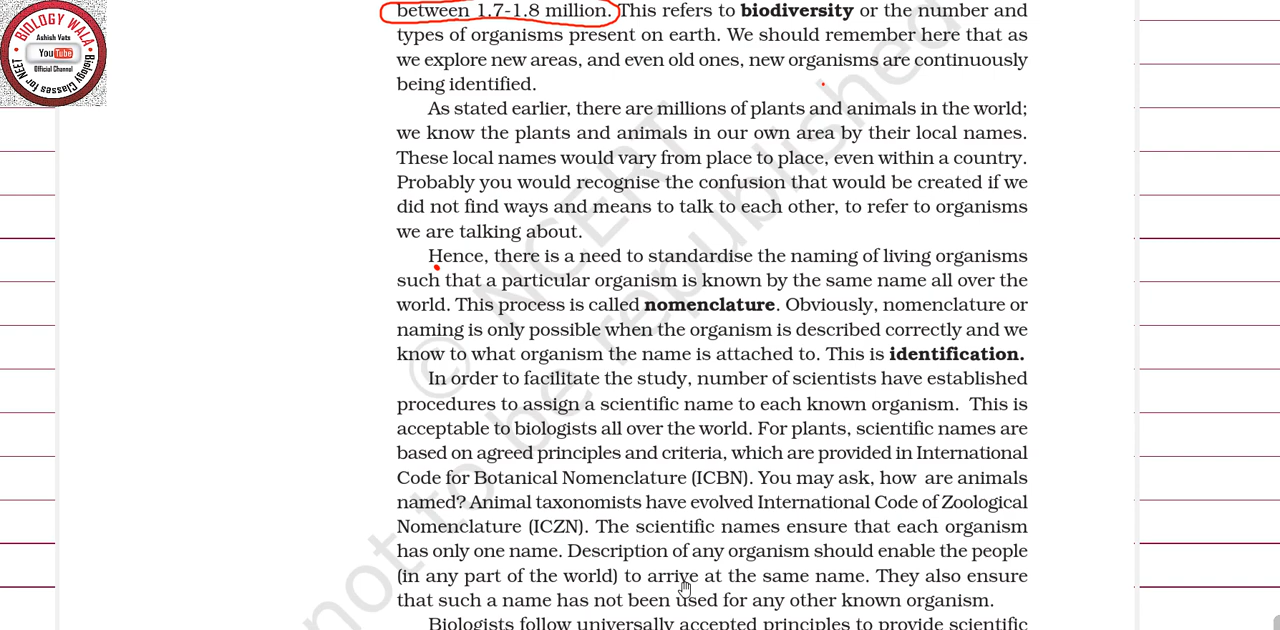 BIOLOGY WALA
Ashish Vats
YouTube
Official Channel
Biology Classes for NEET
between 1.7-1.8 million. This refers to biodiversity or the number and
types of organisms present on earth. We should remember here that as
we explore new areas, and even old ones, new organisms are continuously
being identified.
As stated earlier, there are millions of plants and animals in the world;
we know the plants and animals in our own area by their local names.
These local names would vary from place to place, even within a country.
Probably you would recognise the confusion that would be created if we
did not find ways and means to talk to each other, to refer to organisms
we are talking about.
Hence, there is a need to standardise the naming of living organisms
such that a particular organism is known by the same name all over the
world. This process is called nomenclature. Obviously, nomenclature or
naming is only possible when the organism is described correctly and we
know to what organism the name is attached to. This is identification.
In order to facilitate the study, number of scientists have established
procedures to assign a scientific name to each known organism. This is
acceptable to biologists all over the world. For plants, scientific names are
based on agreed principles and criteria, which are provided in International
Code for Botanical Nomenclature (ICBN). You may ask, how are animals
named? Animal taxonomists have evolved International Code of Zoological
Nomenclature (ICZN). The scientific names ensure that each organism
has only one name. Description of any organism should enable the people
(in any part of the world) to arrive at the same name. They also ensure
that such a name has not been used for any other known organism.
Biologists follow universally accepted principles to provide scientific
© NCERT
not to be republished